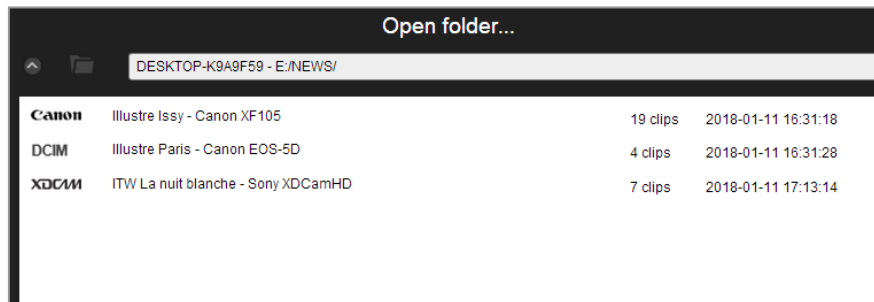 Open folder...
DESKTOP-K9A9F59 - E:/NEWS/
Canon Illustre Issy - Canon XF105 19 clips 2018-01-11 16:31:18
DCIM Illustre Paris - Canon EOS-5D 4 clips 2018-01-11 16:31:28
XDCAM ITW La nuit blanche - Sony XDCamHD 7 clips 2018-01-11 17:13:14